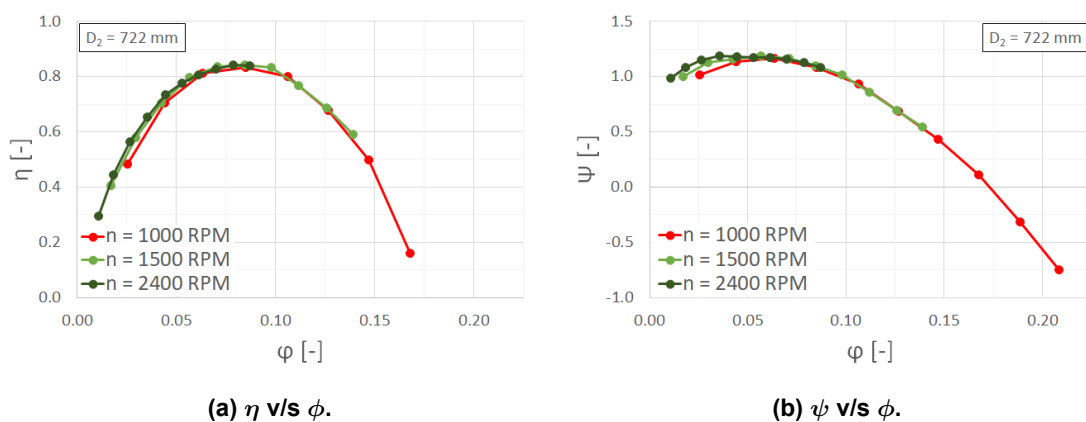 D₂ = 722 mm
1.0
0.8
0.6
0.4
0.2
0.0
η [-]
n = 1000 RPM
n = 1500 RPM
n = 2400 RPM
0.00 0.05 0.10 0.15 0.20
φ [-]
(a) η v/s ϕ.
D₂ = 722 mm
1.5
1.0
0.5
0.0
-0.5
-1.0
Ψ [-]
n = 1000 RPM
n = 1500 RPM
n = 2400 RPM
0.00 0.05 0.10 0.15 0.20
φ [-]
(b) ψ v/s ϕ.